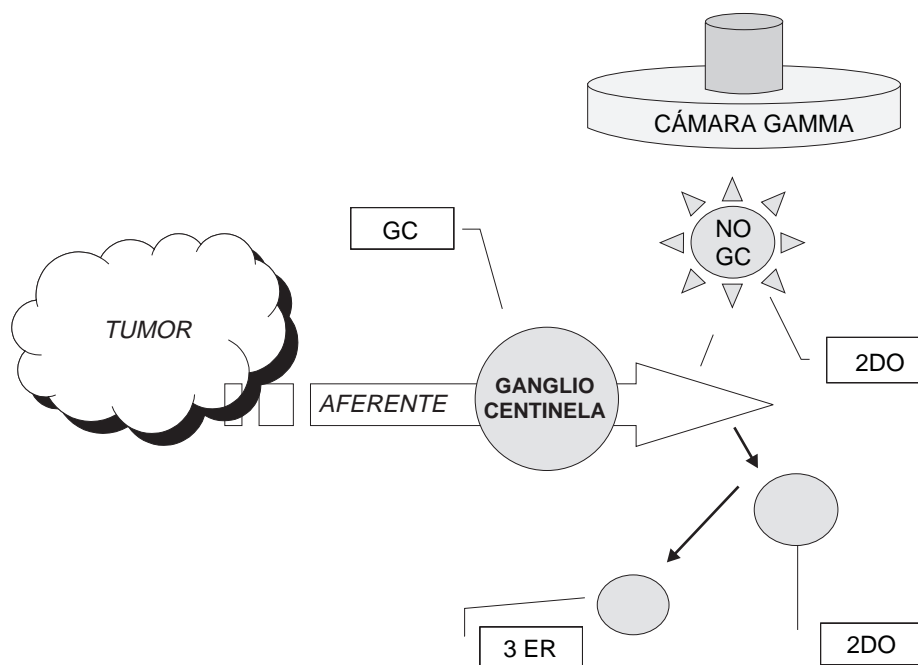 CÁMARA GAMMA
NO
GC
GC
TUMOR
2DO
AFERENTE
GANGLIO
CENTINELA
3 ER
2DO